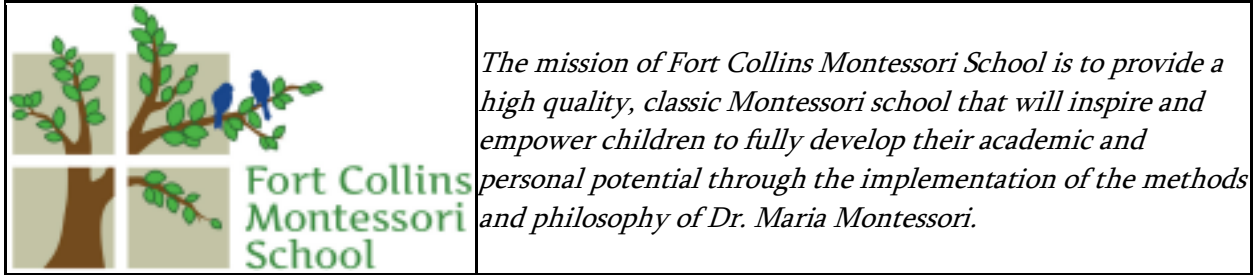 Fort Collins
Montessori
School
The mission of Fort Collins Montessori School is to provide a
high quality, classic Montessori school that will inspire and
empower children to fully develop their academic and
personal potential through the implementation of the methods
and philosophy of Dr. Maria Montessori.